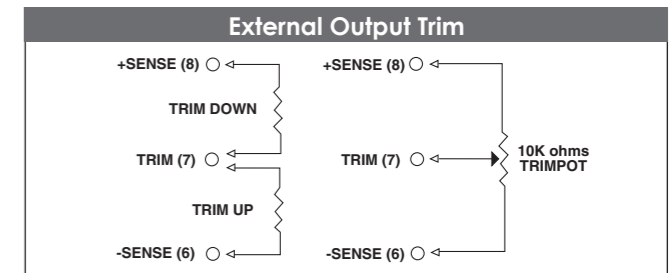 External Output Trim
+SENSE (8)
TRIM DOWN
TRIM (7)
TRIM UP
-SENSE (6)
+SENSE (8)
TRIM (7)
10K ohms
TRIMPOT
-SENSE (6)